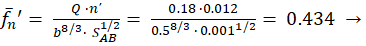 f̄ₙ′ = (Q · n′) / (b^{8/3} · S_{AB}^{1/2}) = (0.18 · 0.012) / (0.5^{8/3} · 0.001^{1/2}) = 0.434 →